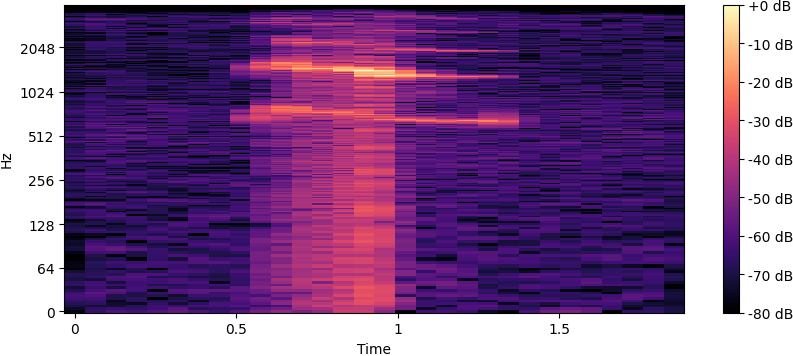 2048
1024
512
256
128
64
0
Hz
0
0.5
1
1.5
Time
+0 dB
-10 dB
-20 dB
-30 dB
-40 dB
-50 dB
-60 dB
-70 dB
-80 dB